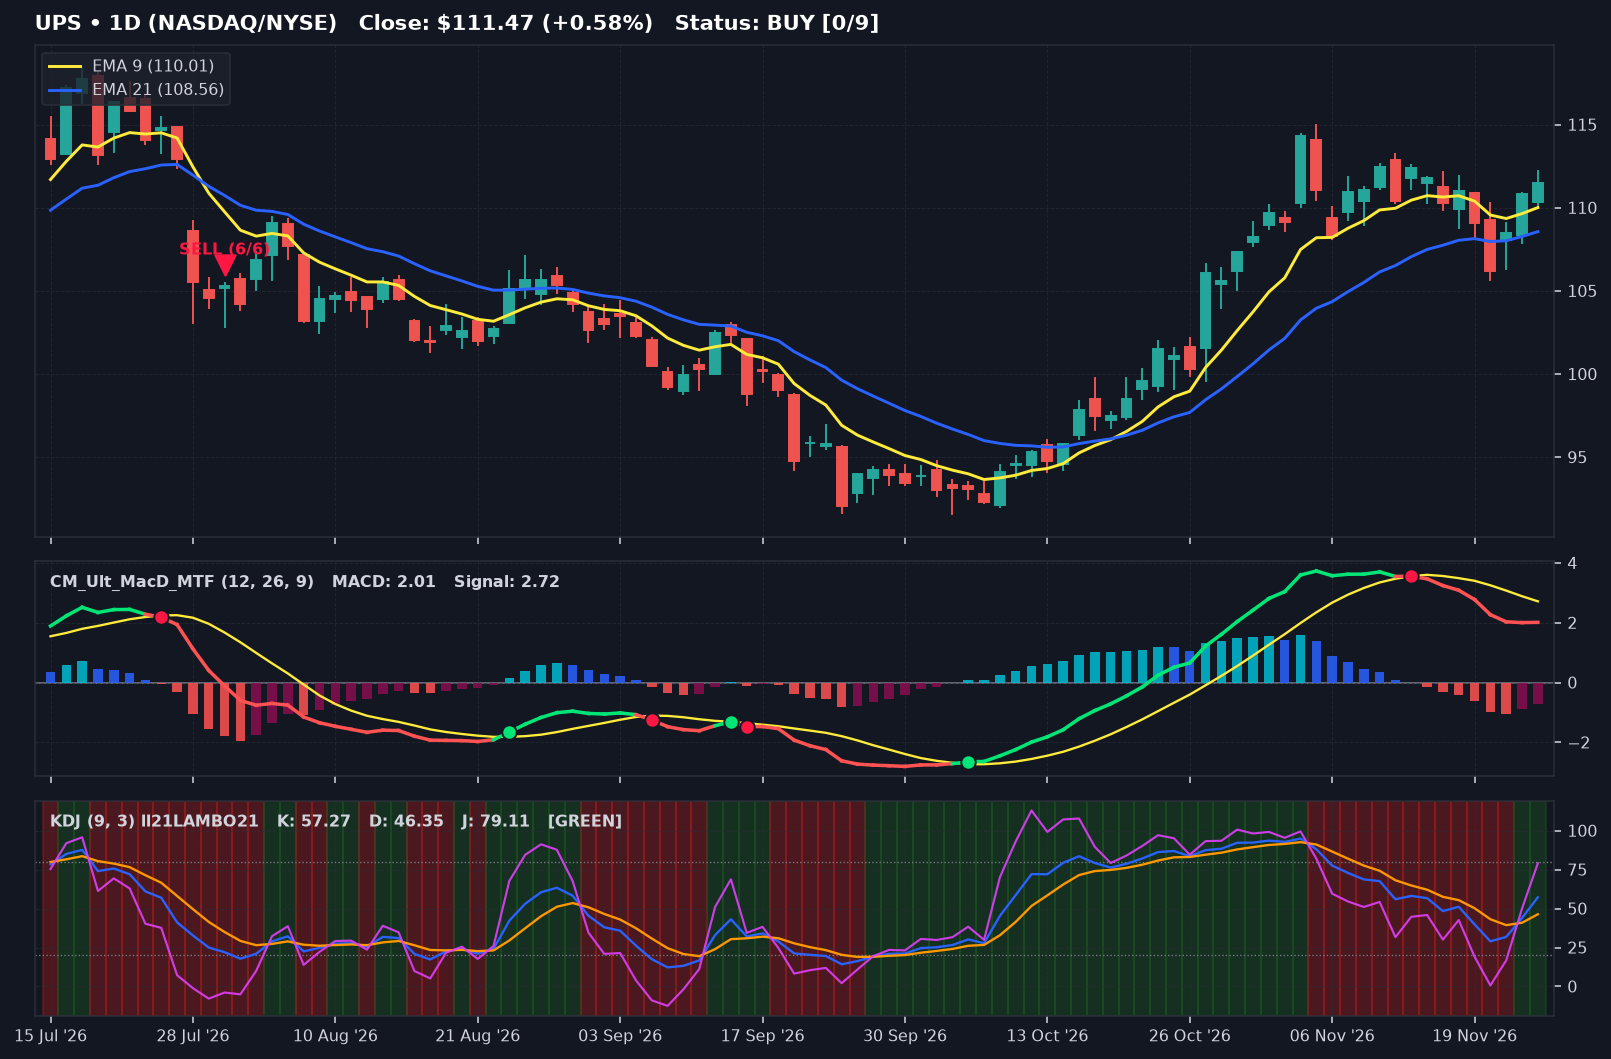 UPS • 1D (NASDAQ/NYSE)   Close: $111.47 (+0.58%)   Status: BUY [0/9]
EMA 9 (110.01)
EMA 21 (108.56)
SELL (6/6)
115
110
105
100
95
CM_Ult_MacD_MTF (12, 26, 9)   MACD: 2.01   Signal: 2.72
4
2
0
−2
KDJ (9, 3) II21LAMBO21   K: 57.27   D: 46.35   J: 79.11   [GREEN]
100
75
50
25
0
15 Jul '26
28 Jul '26
10 Aug '26
21 Aug '26
03 Sep '26
17 Sep '26
30 Sep '26
13 Oct '26
26 Oct '26
06 Nov '26
19 Nov '26